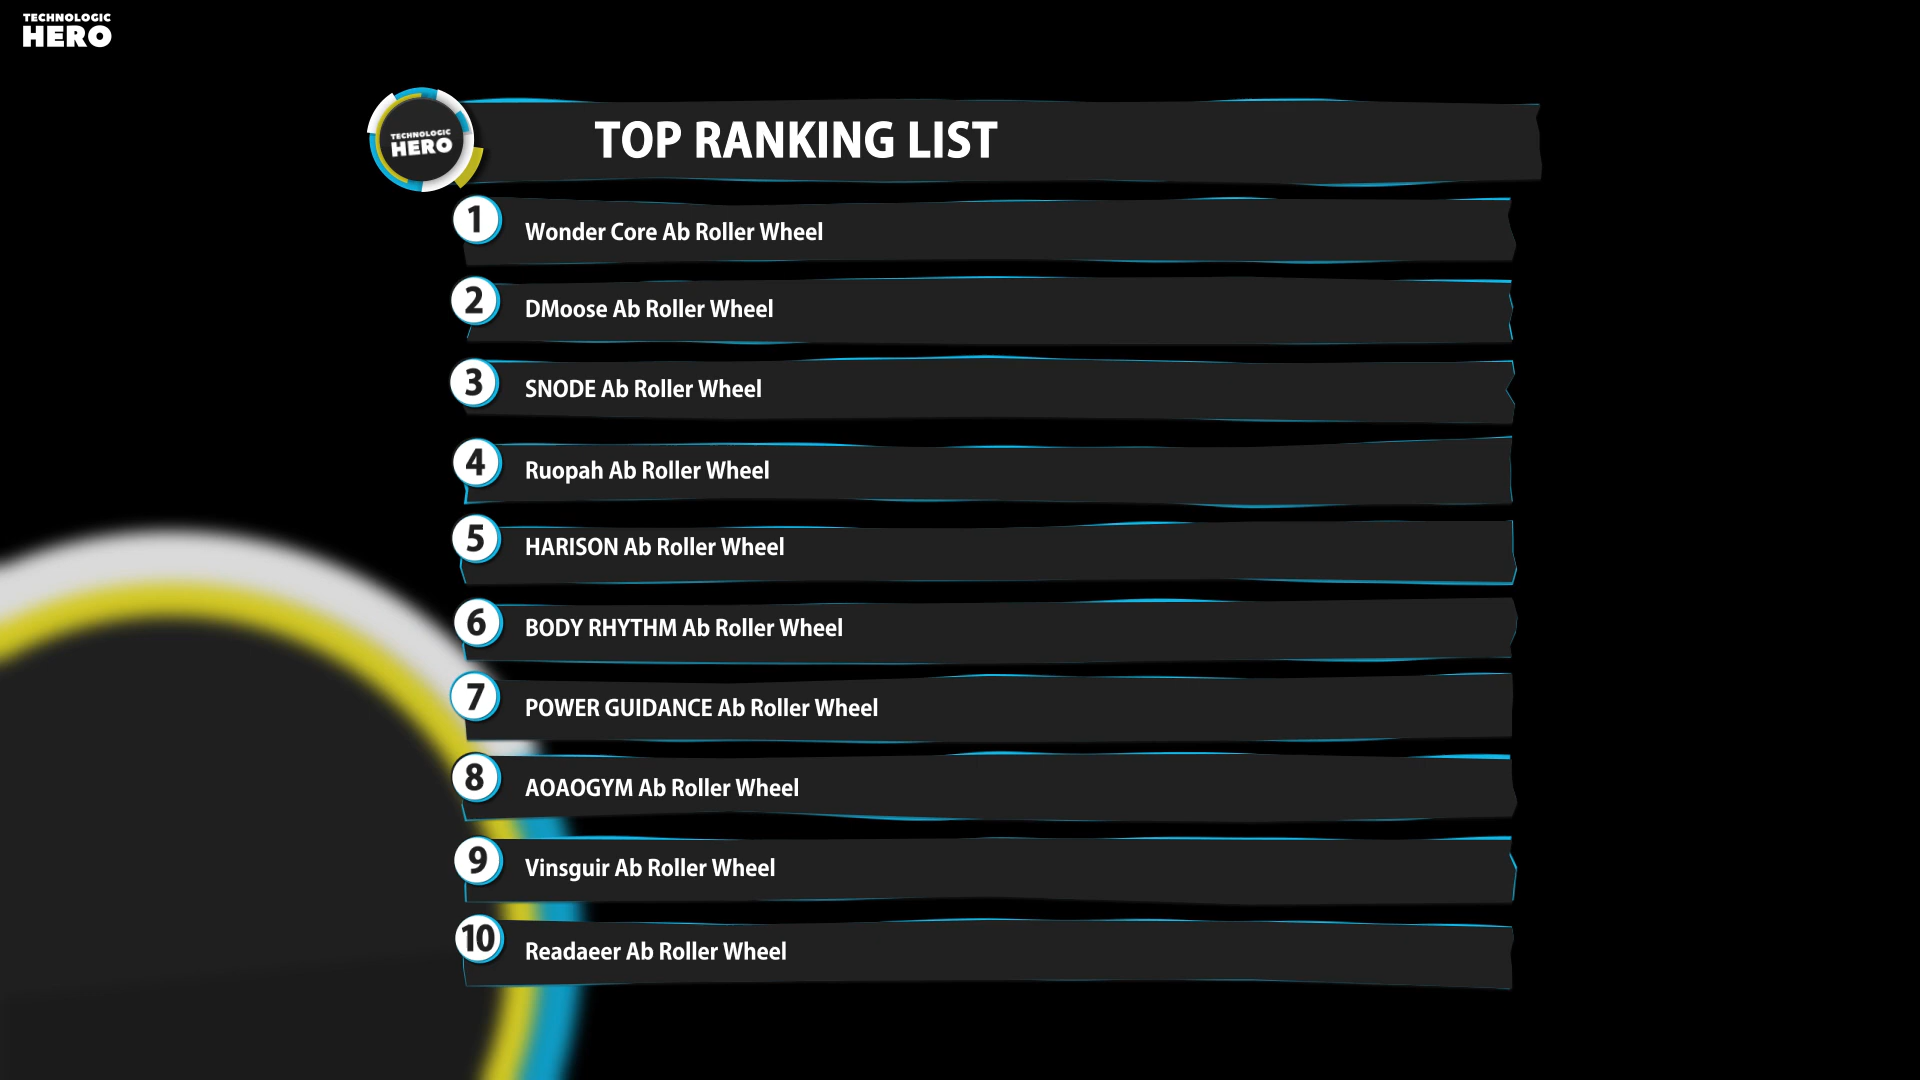 TECHNOLOGIC
HERO
TECHNOLOGIC
HERO
TOP RANKING LIST
1 Wonder Core Ab Roller Wheel
2 DMoose Ab Roller Wheel
3 SNODE Ab Roller Wheel
4 Ruopah Ab Roller Wheel
5 HARISON Ab Roller Wheel
6 BODY RHYTHM Ab Roller Wheel
7 POWER GUIDANCE Ab Roller Wheel
8 AOAOGYM Ab Roller Wheel
9 Vinsguir Ab Roller Wheel
10 Readaeer Ab Roller Wheel